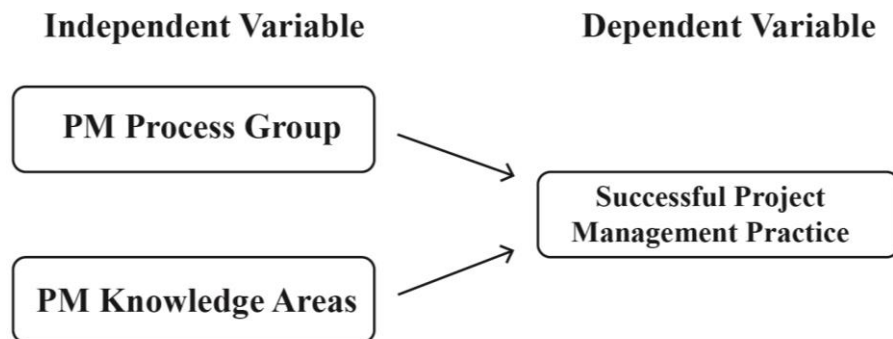 Independent Variable
Dependent Variable
PM Process Group
Successful Project
Management Practice
PM Knowledge Areas